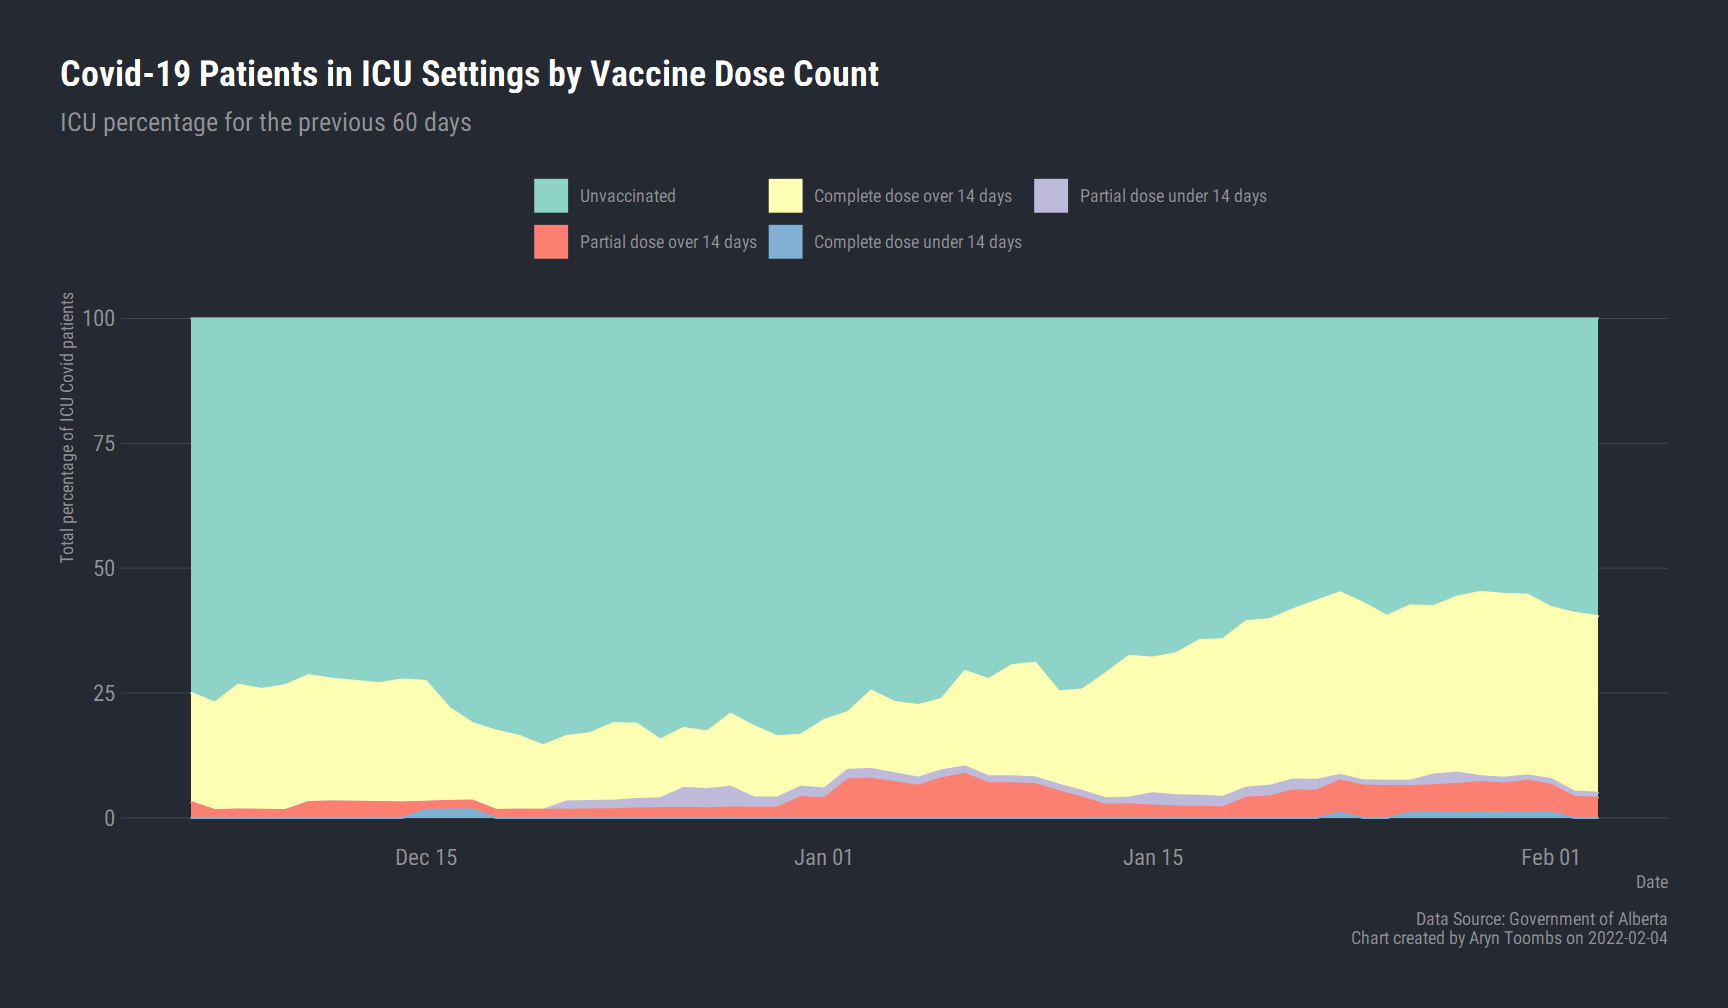 Covid-19 Patients in ICU Settings by Vaccine Dose Count
ICU percentage for the previous 60 days
Unvaccinated
Complete dose over 14 days
Partial dose under 14 days
Partial dose over 14 days
Complete dose under 14 days
Total percentage of ICU Covid patients
100
75
50
25
0
Dec 15
Jan 01
Jan 15
Feb 01
Date
Data Source: Government of Alberta
Chart created by Aryn Toombs on 2022-02-04